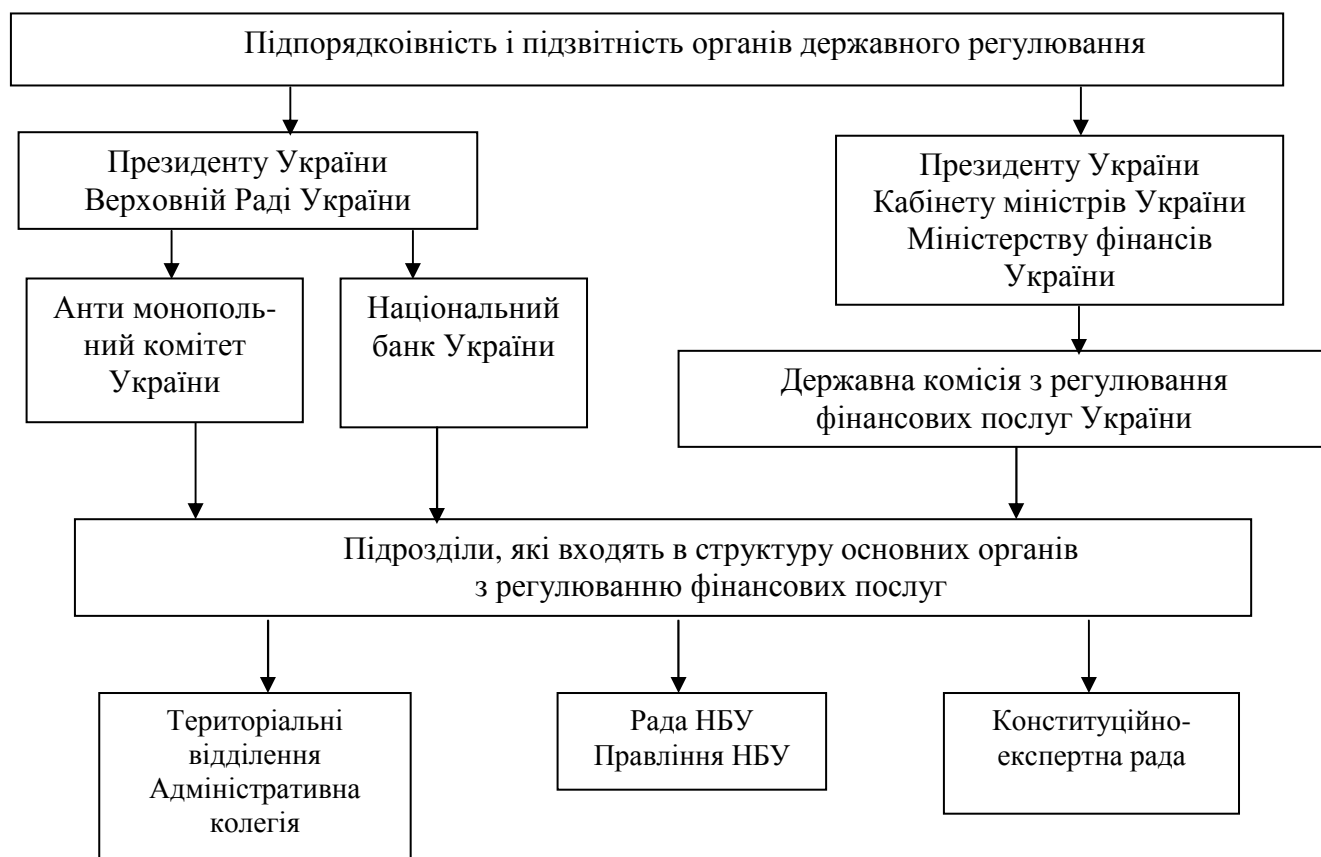 Підпорядкоівність і підзвітність органів державного регулювання
Президенту України
Верховній Раді України
Президенту України
Кабінету міністрів України
Міністерству фінансів
України
Анти монополь-
ний комітет
України
Національний
банк України
Державна комісія з регулювання
фінансових послуг України
Підрозділи, які входять в структуру основних органів
з регулюванню фінансових послуг
Територіальні
відділення
Адміністративна
колегія
Рада НБУ
Правління НБУ
Конституційно-
експертна рада